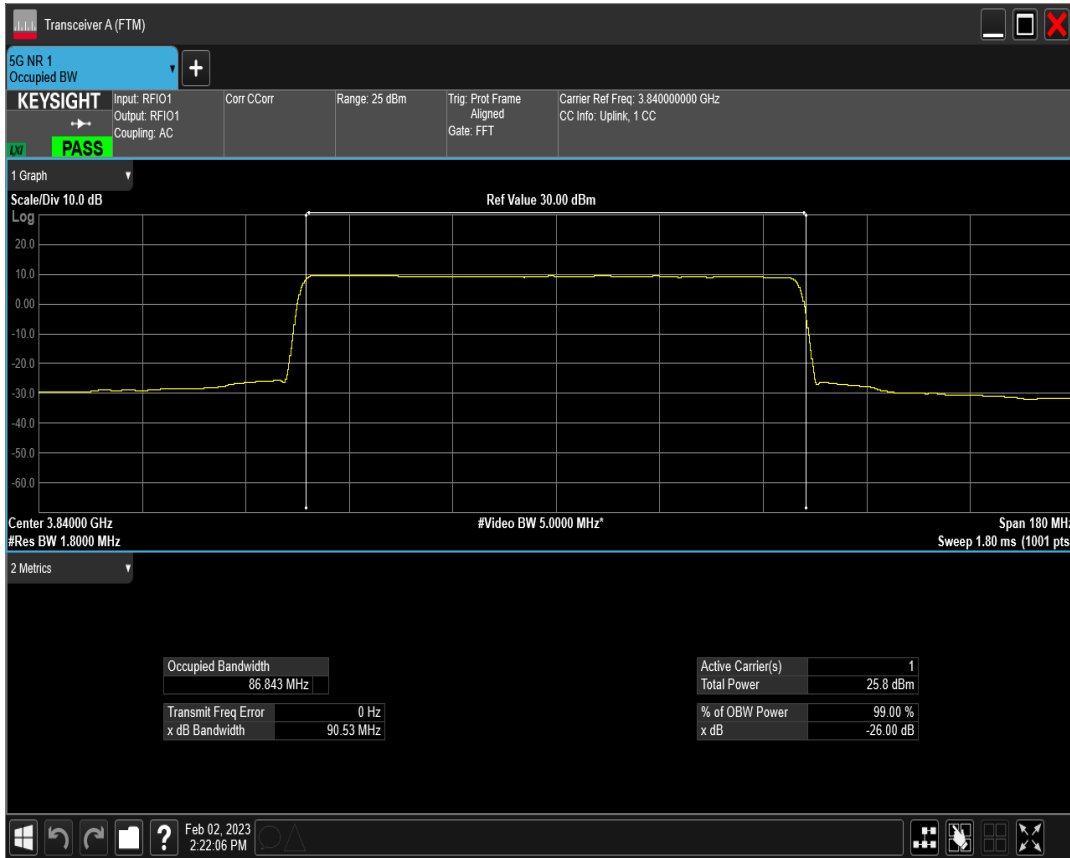 Transceiver A (FTM)
5G NR 1
Occupied BW
+
KEYSIGHT
LXI
PASS
Input: RFIO1
Output: RFIO1
Coupling: AC
Corr CCorr
Range: 25 dBm
Trig: Prot Frame
Aligned
Gate: FFT
Carrier Ref Freq: 3.840000000 GHz
CC Info: Uplink, 1 CC
1 Graph
Scale/Div 10.0 dB
Ref Value 30.00 dBm
Log
20.0
10.0
0.00
-10.0
-20.0
-30.0
-40.0
-50.0
-60.0
Center 3.84000 GHz
#Video BW 5.0000 MHz*
Span 180 MHz
#Res BW 1.8000 MHz
Sweep 1.80 ms (1001 pts
2 Metrics
Occupied Bandwidth
86.843 MHz
Transmit Freq Error 0 Hz
x dB Bandwidth 90.53 MHz
Active Carrier(s) 1
Total Power 25.8 dBm
% of OBW Power 99.00 %
x dB -26.00 dB
?
Feb 02, 2023
2:22:06 PM